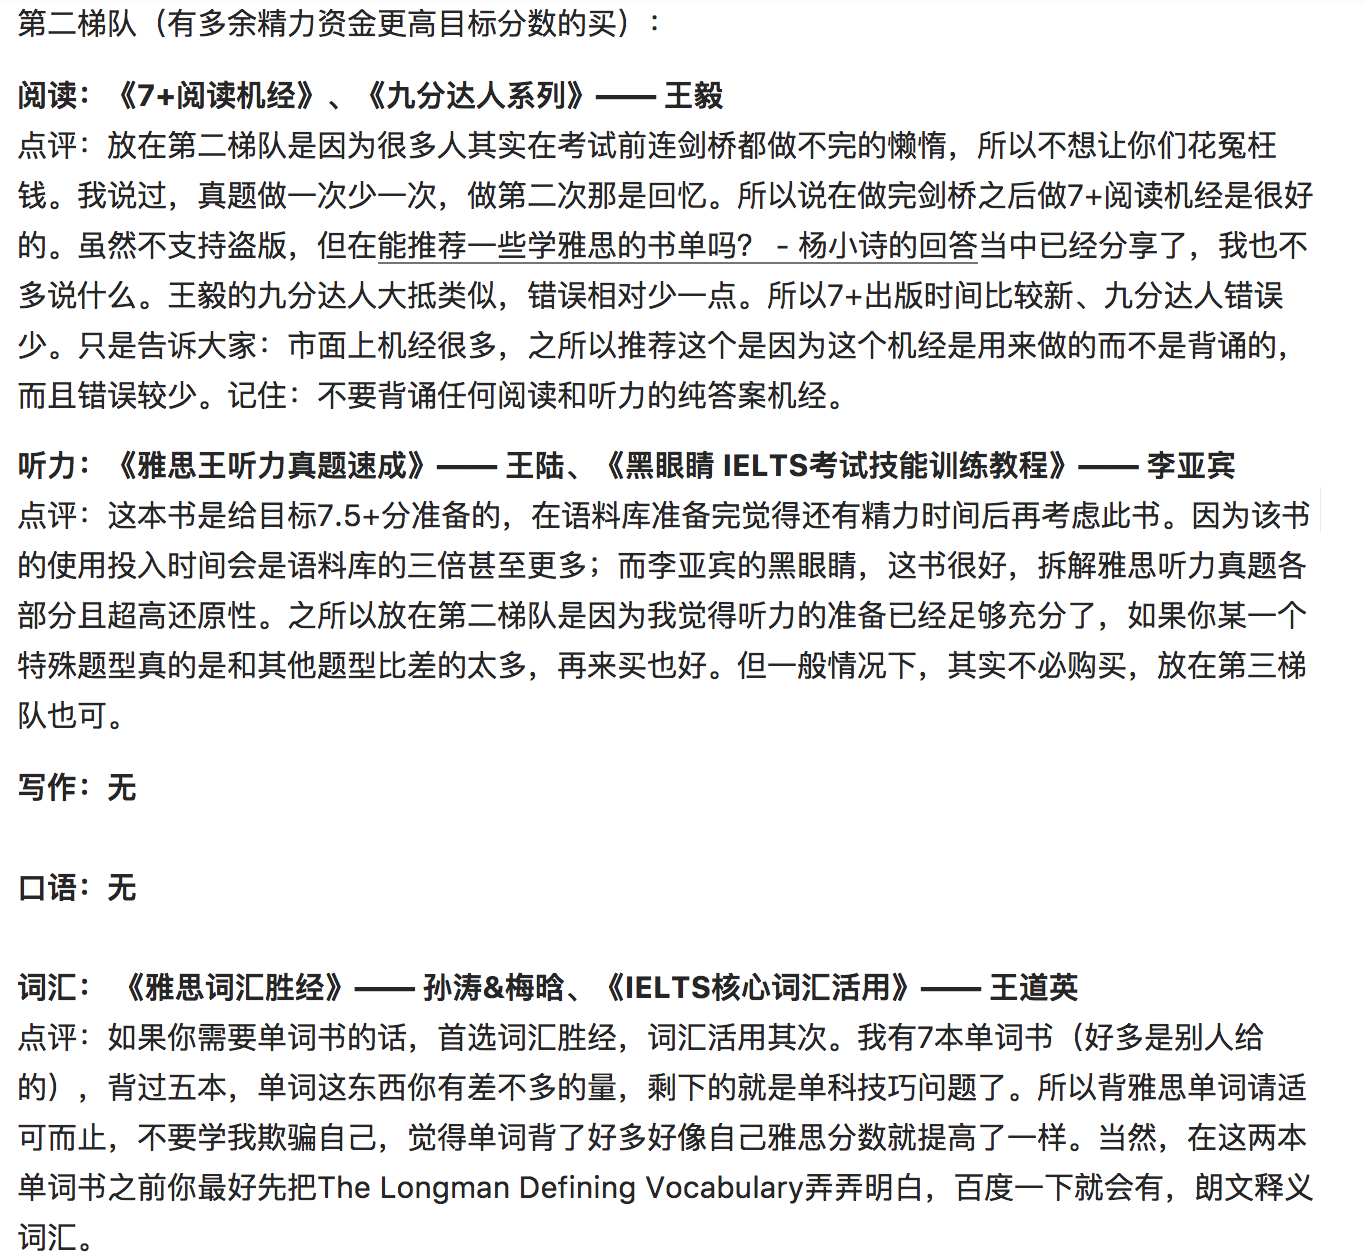 第二梯队（有多余精力资金更高目标分数的买）：
阅读：《7+阅读机经》、《九分达人系列》—— 王毅
点评：放在第二梯队是因为很多人其实在考试前连剑桥都做不完的懒惰，所以不想让你们花冤枉
钱。我说过，真题做一次少一次，做第二次那是回忆。所以说在做完剑桥之后做7+阅读机经是很好
的。虽然不支持盗版，但在能推荐一些学雅思的书单吗？ - 杨小诗的回答当中已经分享了，我也不
多说什么。王毅的九分达人大抵类似，错误相对少一点。所以7+出版时间比较新、九分达人错误
少。只是告诉大家：市面上机经很多，之所以推荐这个是因为这个机经是用来做的而不是背诵的，
而且错误较少。记住：不要背诵任何阅读和听力的纯答案机经。
听力：《雅思王听力真题速成》—— 王陆、《黑眼睛 IELTS考试技能训练教程》—— 李亚宾
点评：这本书是给目标7.5+分准备的，在语料库准备完觉得还有精力时间后再考虑此书。因为该书
的使用投入时间会是语料库的三倍甚至更多；而李亚宾的黑眼睛，这书很好，拆解雅思听力真题各
部分且超高还原性。之所以放在第二梯队是因为我觉得听力的准备已经足够充分了，如果你某一个
特殊题型真的是和其他题型比差的太多，再来买也好。但一般情况下，其实不必购买，放在第三梯
队也可。
写作：无
口语：无
词汇： 《雅思词汇胜经》—— 孙涛&梅晗、《IELTS核心词汇活用》—— 王道英
点评：如果你需要单词书的话，首选词汇胜经，词汇活用其次。我有7本单词书（好多是别人给
的），背过五本，单词这东西你有差不多的量，剩下的就是单科技巧问题了。所以背雅思单词请适
可而止，不要学我欺骗自己，觉得单词背了好多好像自己雅思分数就提高了一样。当然，在这两本
单词书之前你最好先把The Longman Defining Vocabulary弄弄明白，百度一下就会有，朗文释义
词汇。